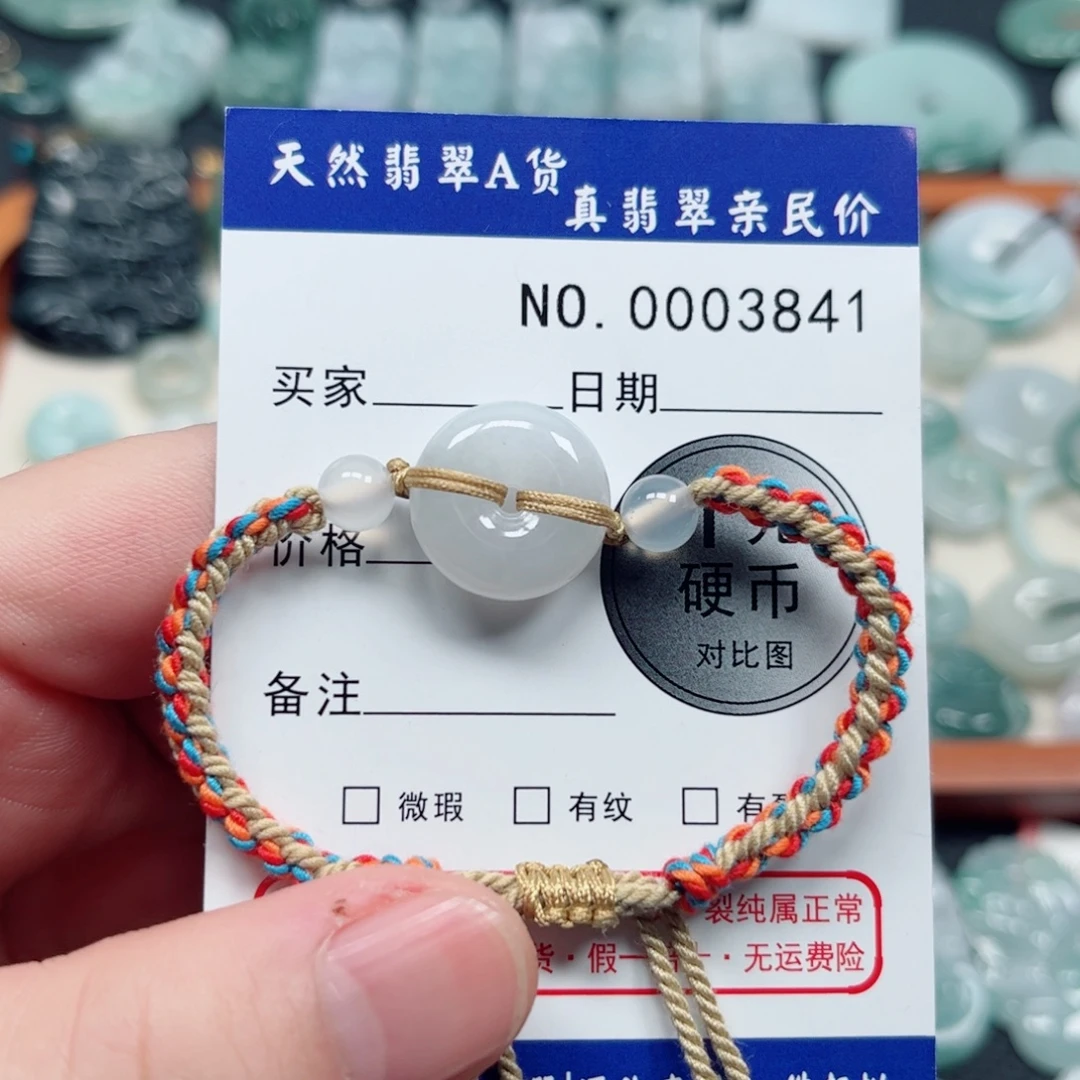 天然翡翠A货
真翡翠亲民价
NO. 0003841
买家 日期
价格
硬币
对比图
备注
□ 微瑕 □ 有纹 □ 有
裂纯属正常
货·假一 · 无运费险